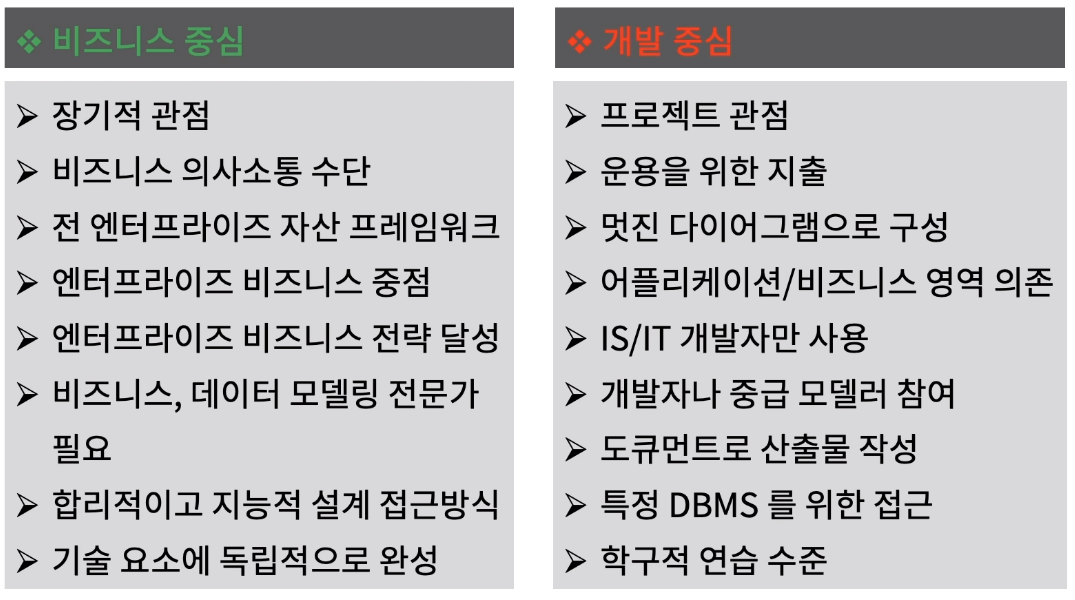 ❖ 비즈니스 중심
➢ 장기적 관점
➢ 비즈니스 의사소통 수단
➢ 전 엔터프라이즈 자산 프레임워크
➢ 엔터프라이즈 비즈니스 중점
➢ 엔터프라이즈 비즈니스 전략 달성
➢ 비즈니스, 데이터 모델링 전문가
필요
➢ 합리적이고 지능적 설계 접근방식
➢ 기술 요소에 독립적으로 완성
❖ 개발 중심
➢ 프로젝트 관점
➢ 운용을 위한 지출
➢ 멋진 다이어그램으로 구성
➢ 어플리케이션/비즈니스 영역 의존
➢ IS/IT 개발자만 사용
➢ 개발자나 중급 모델러 참여
➢ 도큐먼트로 산출물 작성
➢ 특정 DBMS 를 위한 접근
➢ 학구적 연습 수준